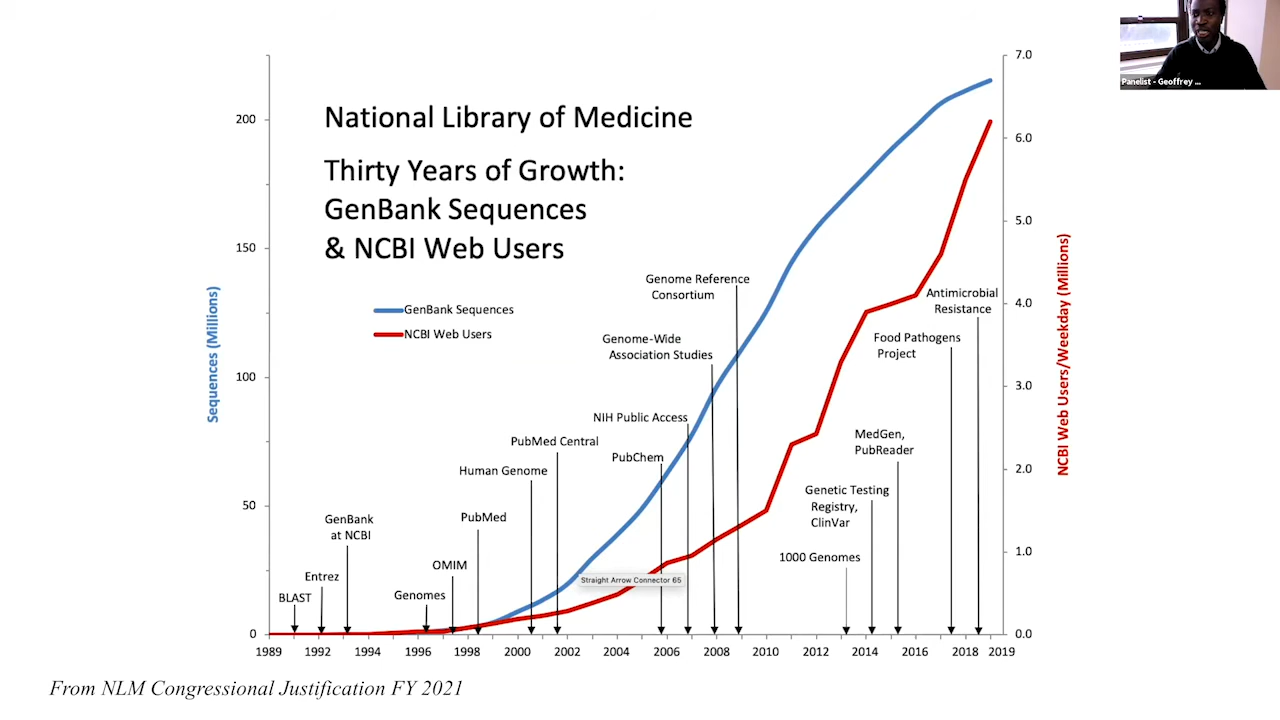 Panelist - Geoffrey ...
National Library of Medicine
Thirty Years of Growth:
GenBank Sequences
& NCBI Web Users
GenBank Sequences
NCBI Web Users
Sequences (Millions)
200
150
100
50
0
NCBI Web Users/Weekday (Millions)
7.0
6.0
5.0
4.0
3.0
2.0
1.0
0.0
BLAST
Entrez
GenBank
at NCBI
Genomes
OMIM
PubMed
Human Genome
PubMed Central
PubChem
NIH Public Access
Genome-Wide
Association Studies
Genome Reference
Consortium
1000 Genomes
Genetic Testing
Registry,
ClinVar
MedGen,
PubReader
Food Pathogens
Project
Antimicrobial
Resistance
Straight Arrow Connector 65
1989 1992 1994 1996 1998 2000 2002 2004 2006 2008 2010 2012 2014 2016 2018 2019
From NLM Congressional Justification FY 2021